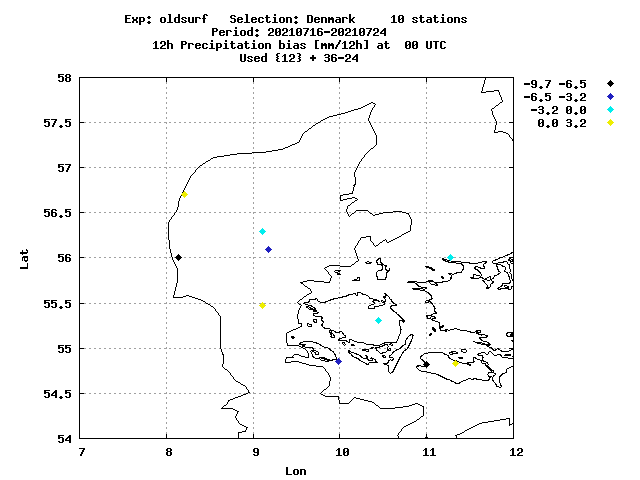 Exp: oldsurf   Selection: Denmark     10 stations
Period: 20210716-20210724
12h Precipitation bias [mm/12h] at  00 UTC
Used {12} + 36-24
58
57.5
57
56.5
56
55.5
55
54.5
54
Lat
7 8 9 10 11 12
Lon
-9.7 -6.5
-6.5 -3.2
-3.2 0.0
0.0 3.2